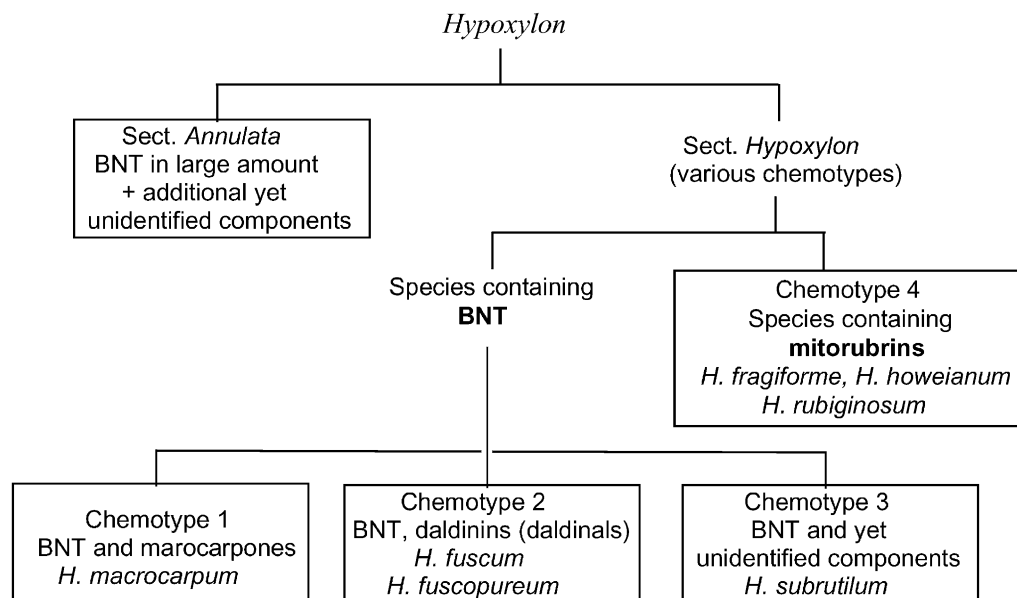 Hypoxylon
Sect. Annulata
BNT in large amount
+ additional yet
unidentified components
Sect. Hypoxylon
(various chemotypes)
Species containing
BNT
Chemotype 4
Species containing
mitorubrins
H. fragiforme, H. howeianum
H. rubiginosum
Chemotype 1
BNT and marocarpones
H. macrocarpum
Chemotype 2
BNT, daldinins (daldinals)
H. fuscum
H. fuscopureum
Chemotype 3
BNT and yet
unidentified components
H. subrutilum